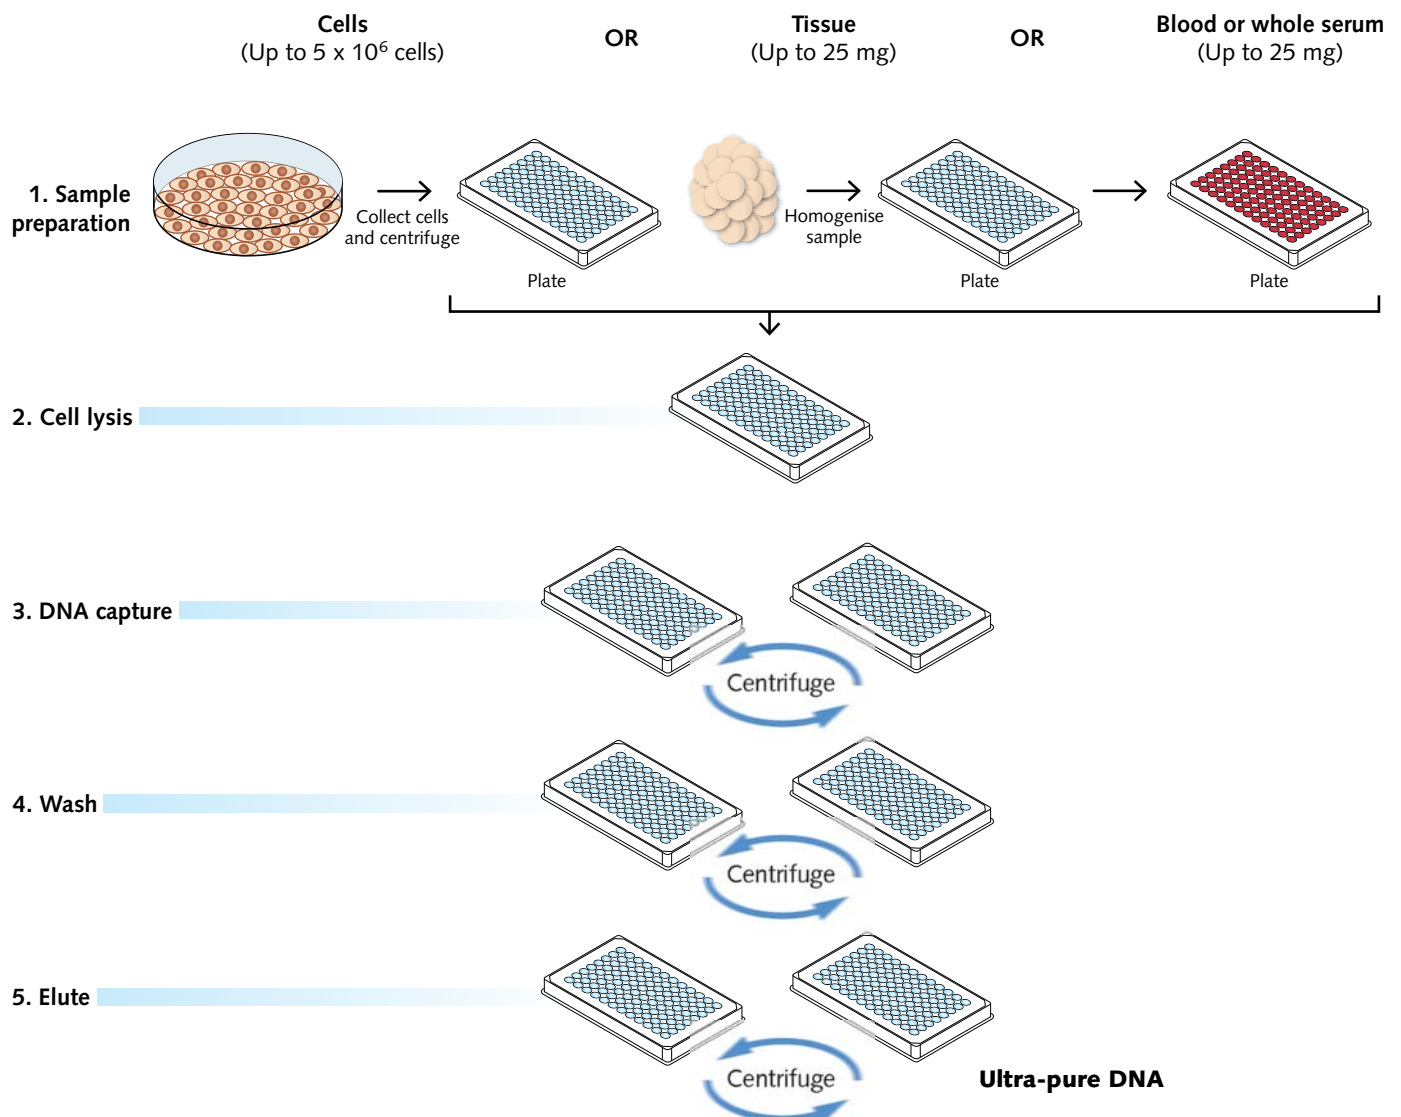 Cells
(Up to 5 x 10⁶ cells)
OR
Tissue
(Up to 25 mg)
OR
Blood or whole serum
(Up to 25 mg)
1. Sample
preparation
Collect cells
and centrifuge
Plate
Homogenise
sample
Plate
Plate
2. Cell lysis
3. DNA capture
Centrifuge
4. Wash
Centrifuge
5. Elute
Centrifuge
Ultra-pure DNA